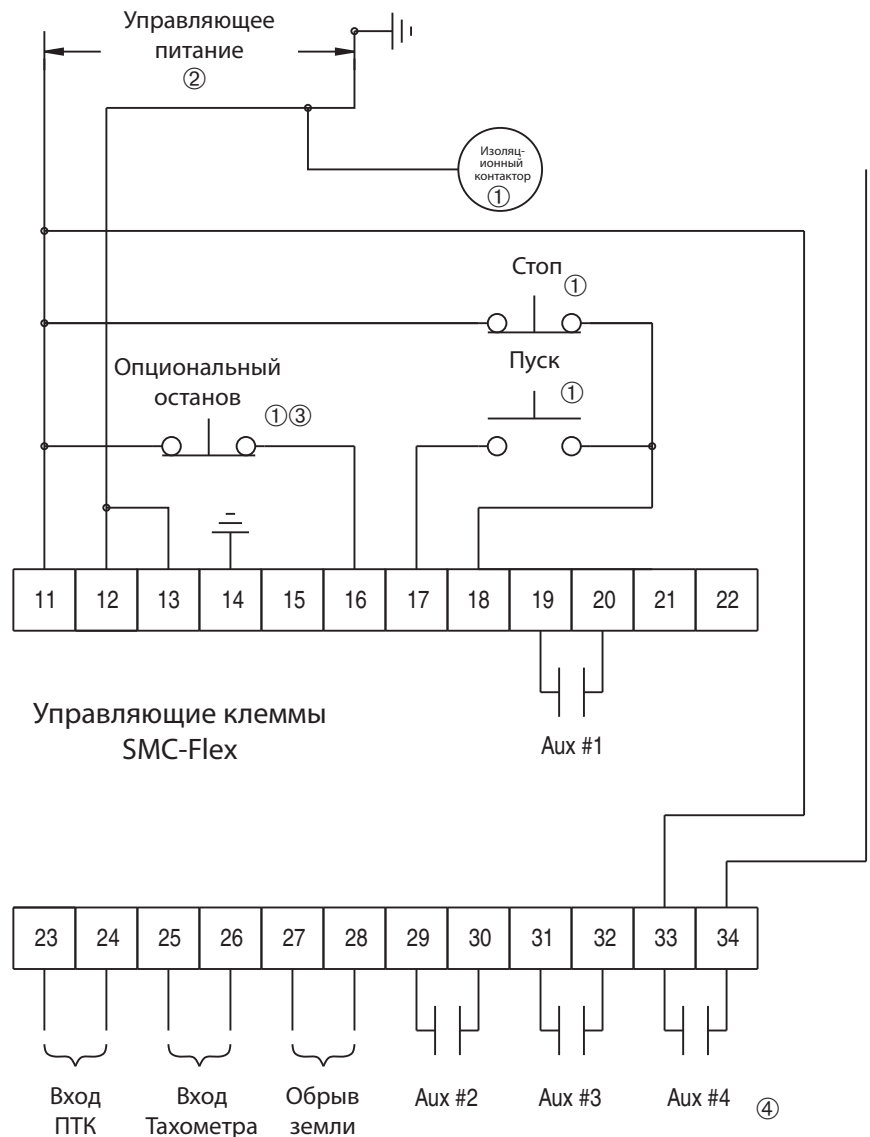 Управляющее
питание
②
Изоляц-
ионный
контактор
①
Стоп
①
Пуск
①
Опциональный
останов
①③
11 12 13 14 15 16 17 18 19 20 21 22
Управляющие клеммы
SMC-Flex
Aux #1
23 24 25 26 27 28 29 30 31 32 33 34
Вход
ПТК
Вход
Тахометра
Обрыв
земли
Aux #2
Aux #3
Aux #4
④